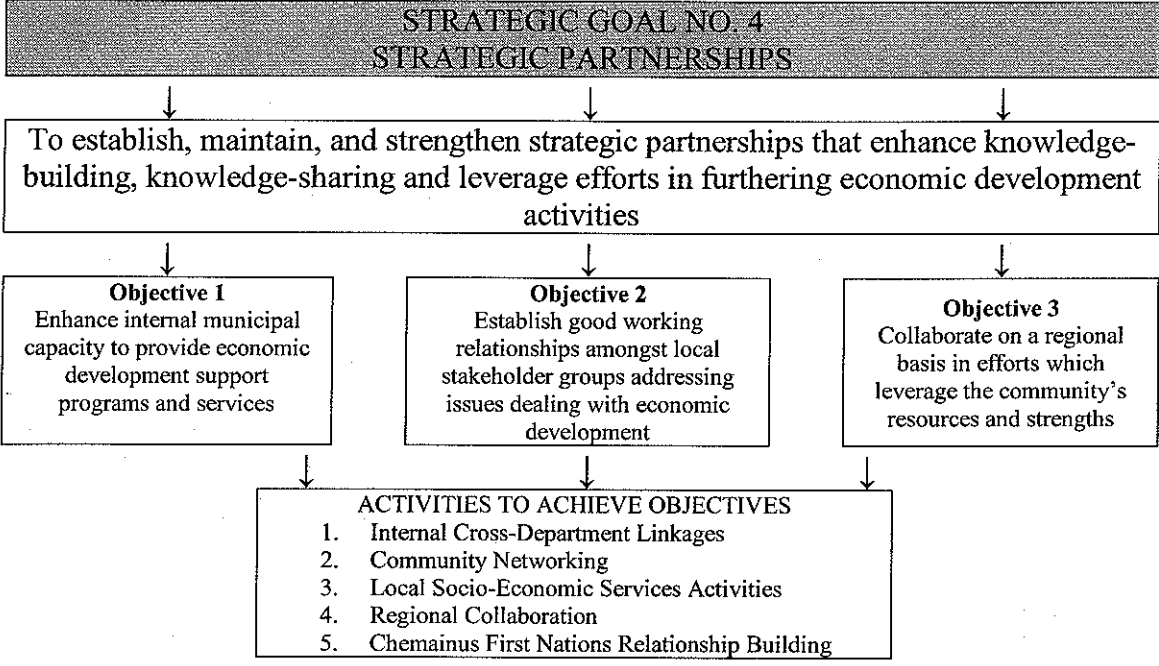 STRATEGIC GOAL NO. 4
STRATEGIC PARTNERSHIPS
To establish, maintain, and strengthen strategic partnerships that enhance knowledge-
building, knowledge-sharing and leverage efforts in furthering economic development
activities
Objective 1
Enhance internal municipal
capacity to provide economic
development support
programs and services
Objective 2
Establish good working
relationships amongst local
stakeholder groups addressing
issues dealing with economic
development
Objective 3
Collaborate on a regional
basis in efforts which
leverage the community's
resources and strengths
ACTIVITIES TO ACHIEVE OBJECTIVES
1. Internal Cross-Department Linkages
2. Community Networking
3. Local Socio-Economic Services Activities
4. Regional Collaboration
5. Chemainus First Nations Relationship Building